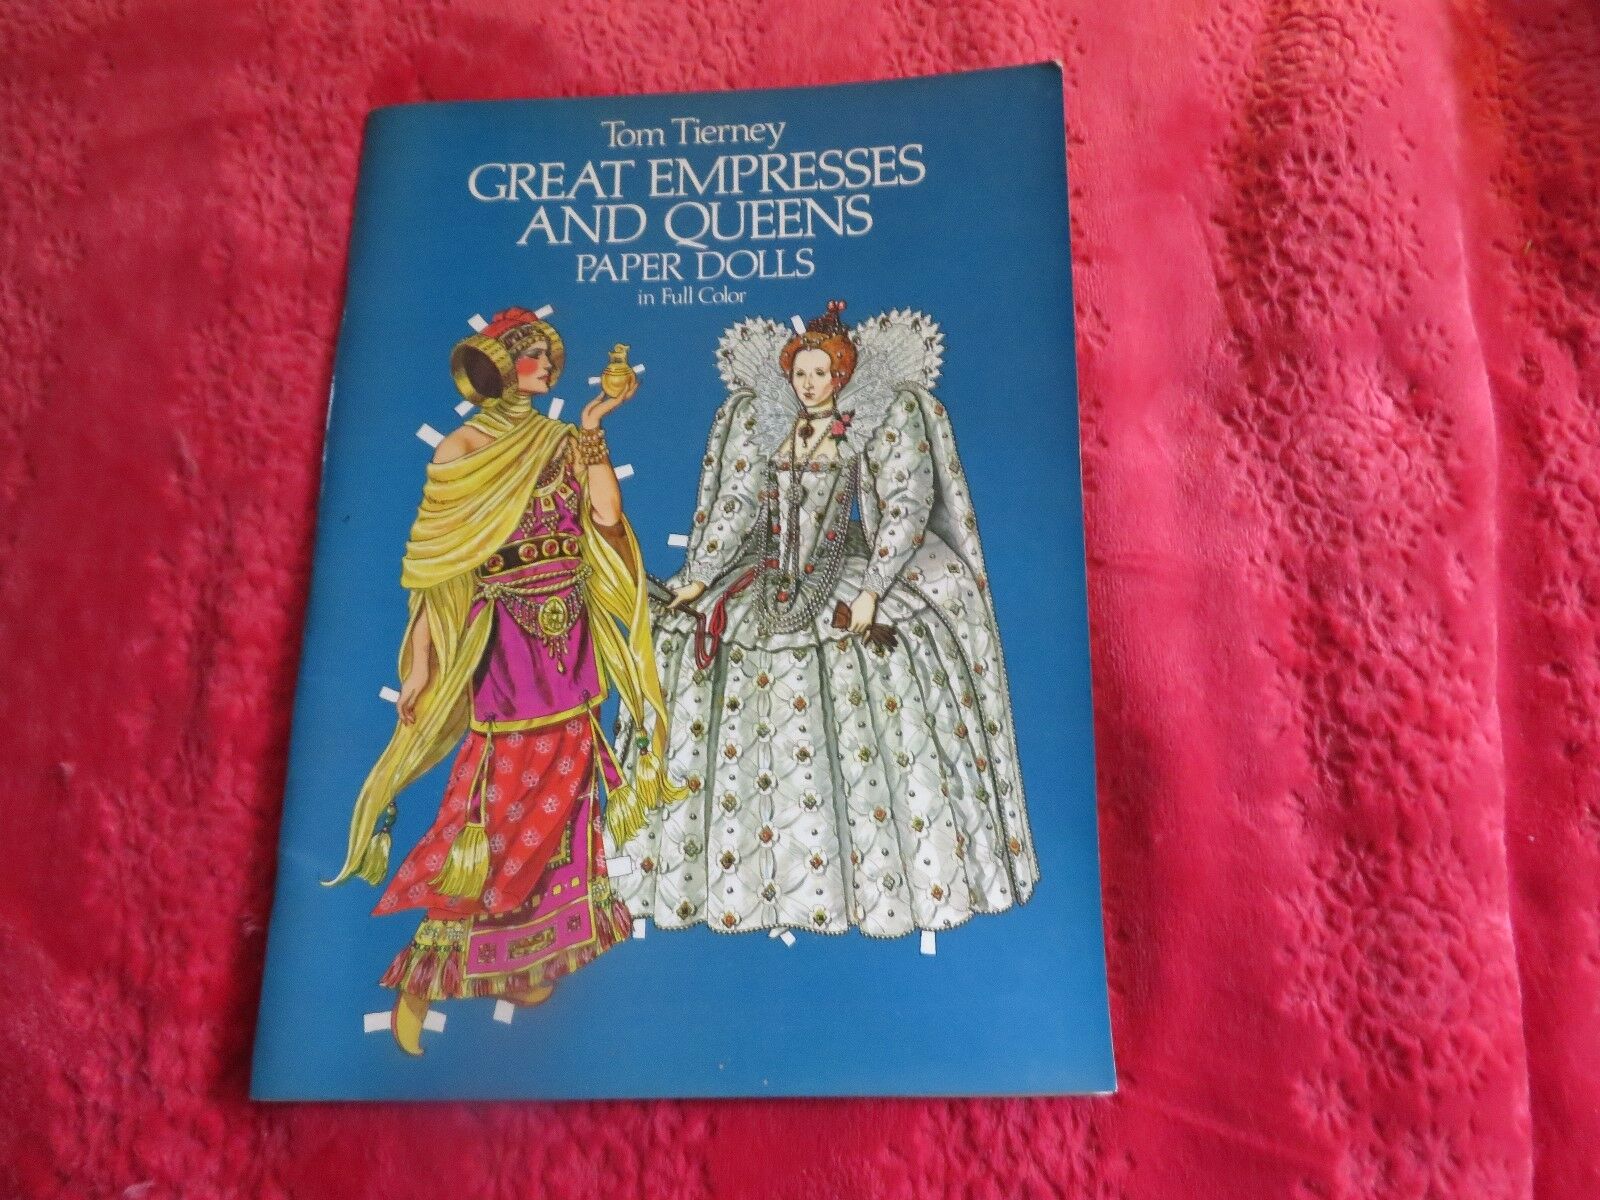 Tom Tierney
GREAT EMPRESSES
AND QUEENS
PAPER DOLLS
in Full Color